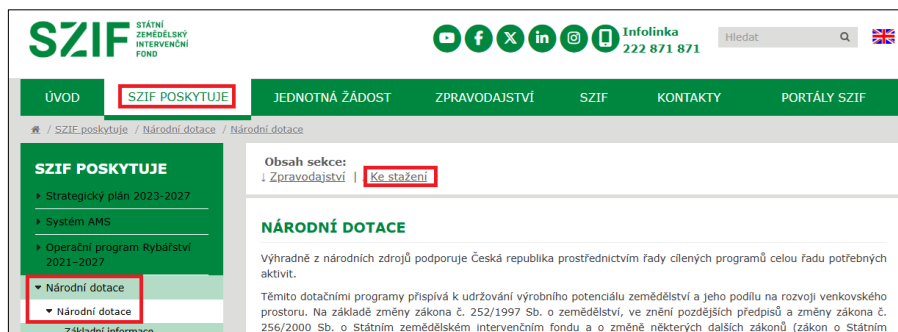 SZIF STÁTNÍ
ZEMĚDĚLSKÝ
INTERVENČNÍ
FOND
Infolinka
222 871 871
Hledat
ÚVOD SZIF POSKYTUJE JEDNOTNÁ ŽÁDOST ZPRAVODAJSTVÍ SZIF KONTAKTY PORTÁLY SZIF
/ SZIF poskytuje / Národní dotace / Národní dotace
SZIF POSKYTUJE
Strategický plán 2023-2027
Systém AMS
Operační program Rybářství
2021–2027
Národní dotace
Národní dotace
Základní informace
Obsah sekce:
↓ Zpravodajství | ↓ Ke stažení
NÁRODNÍ DOTACE
Výhradně z národních zdrojů podporuje Česká republika prostřednictvím řady cílených programů celou řadu potřebných
aktivit.
Těmito dotačními programy přispívá k udržování výrobního potenciálu zemědělství a jeho podílu na rozvoji venkovského
prostoru. Na základě změny zákona č. 252/1997 Sb. o zemědělství, ve znění pozdějších předpisů a změny zákona č.
256/2000 Sb. o Státním zemědělském intervenčním fondu a o změně některých dalších zákonů (zákon o Státním